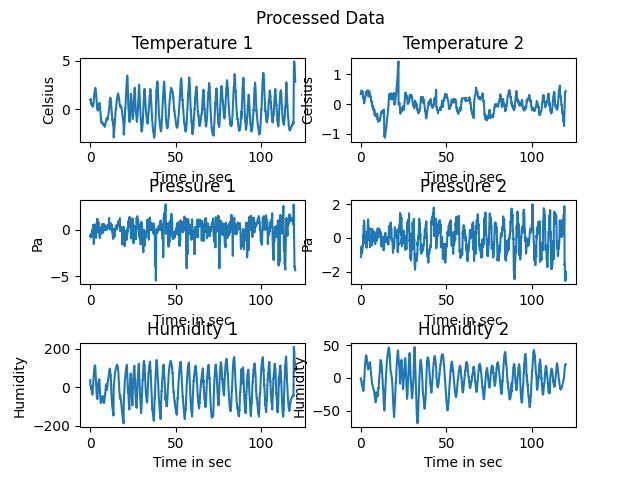 Processed Data
Temperature 1
Temperature 2
Celsius
5
0
0 50 100
Time in sec
Celsius
1
0
−1
0 50 100
Time in sec
Pressure 1
Pressure 2
Pa
0
−5
0 50 100
Time in sec
Pa
2
0
−2
0 50 100
Time in sec
Humidity 1
Humidity 2
Humidity
200
0
−200
0 50 100
Time in sec
Humidity
50
0
−50
0 50 100
Time in sec